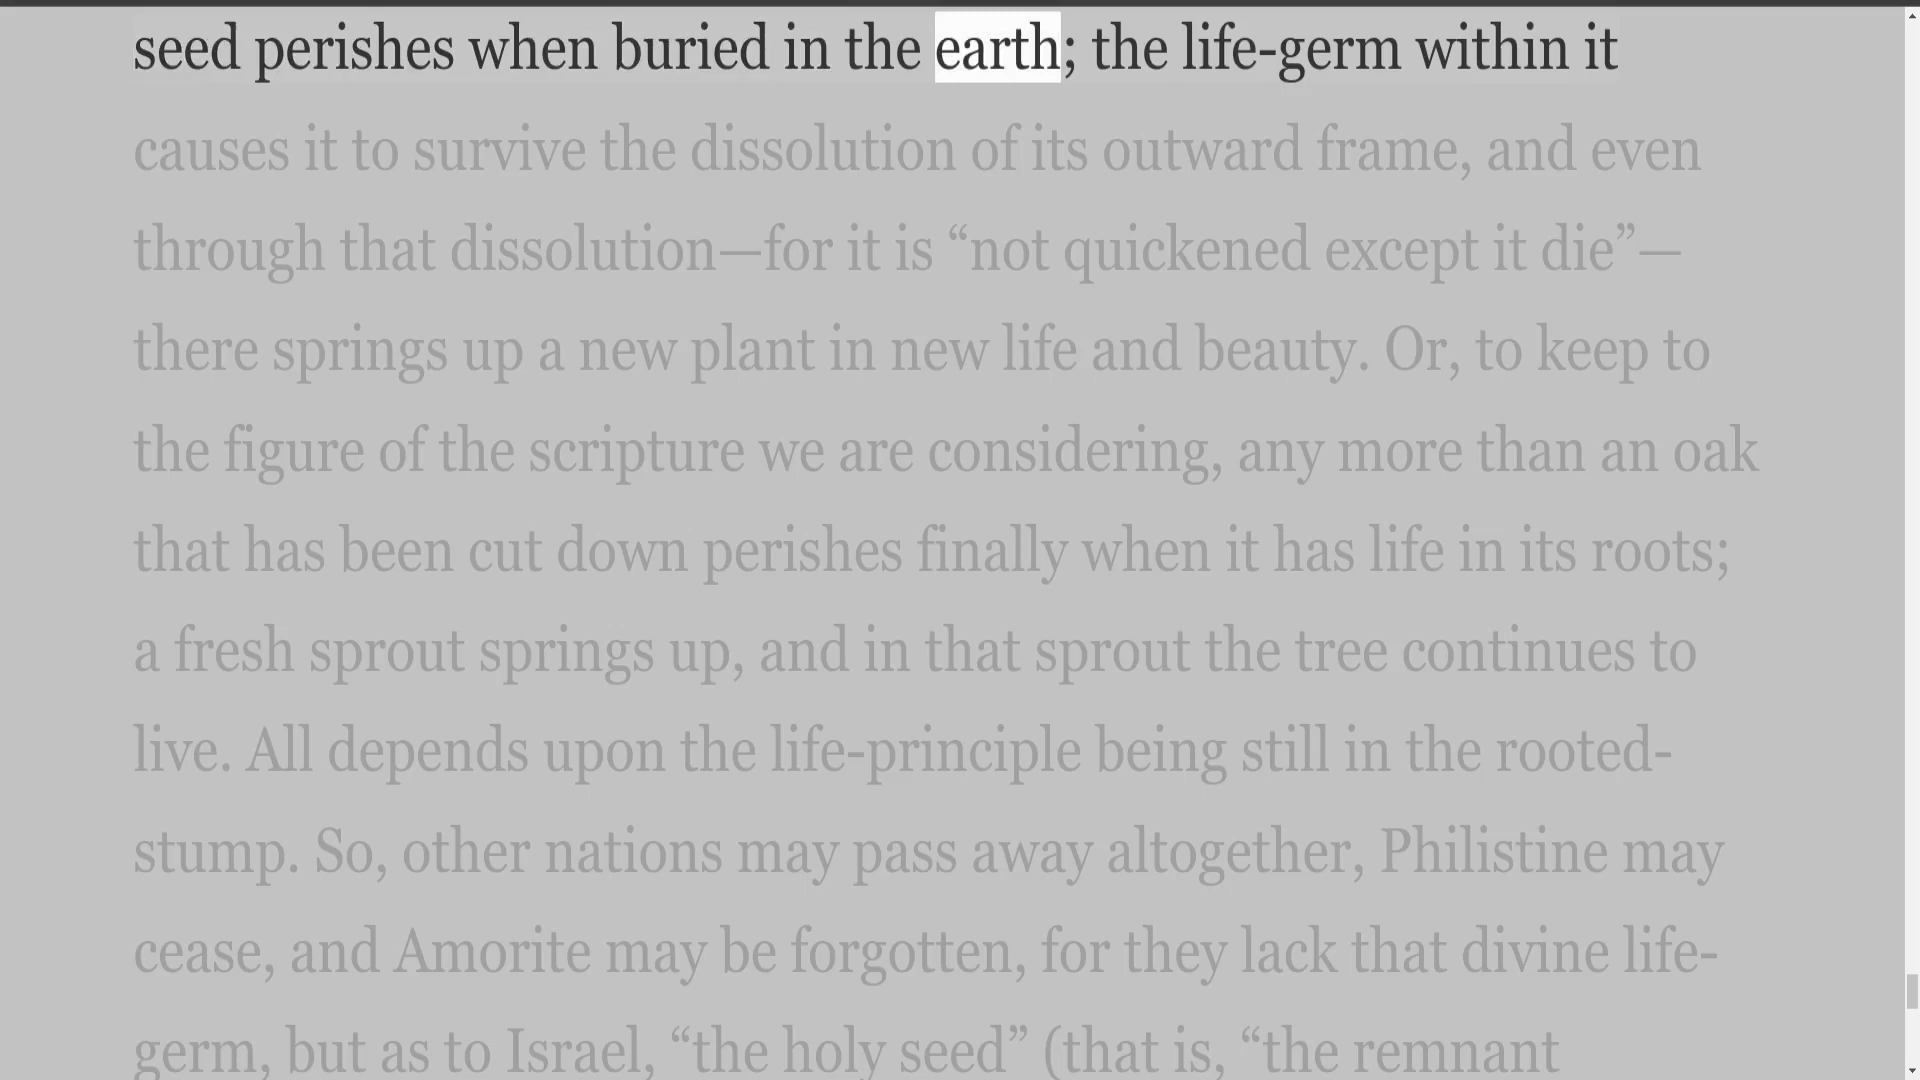 seed perishes when buried in the earth; the life-germ within it
causes it to survive the dissolution of its outward frame, and even
through that dissolution—for it is “not quickened except it die”—
there springs up a new plant in new life and beauty. Or, to keep to
the figure of the scripture we are considering, any more than an oak
that has been cut down perishes finally when it has life in its roots;
a fresh sprout springs up, and in that sprout the tree continues to
live. All depends upon the life-principle being still in the rooted-
stump. So, other nations may pass away altogether, Philistine may
cease, and Amorite may be forgotten, for they lack that divine life-
germ, but as to Israel, “the holy seed” (that is, “the remnant